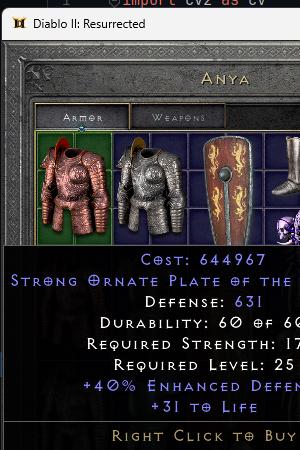 import cv2 as cv
Diablo II: Resurrected
Anya
Armor Weapons
Cost: 644967
Strong Ornate Plate of the
Defense: 631
Durability: 60 of 60
Required Strength: 17
Required Level: 25
+40% Enhanced Defen
+31 to Life
Right Click to Buy